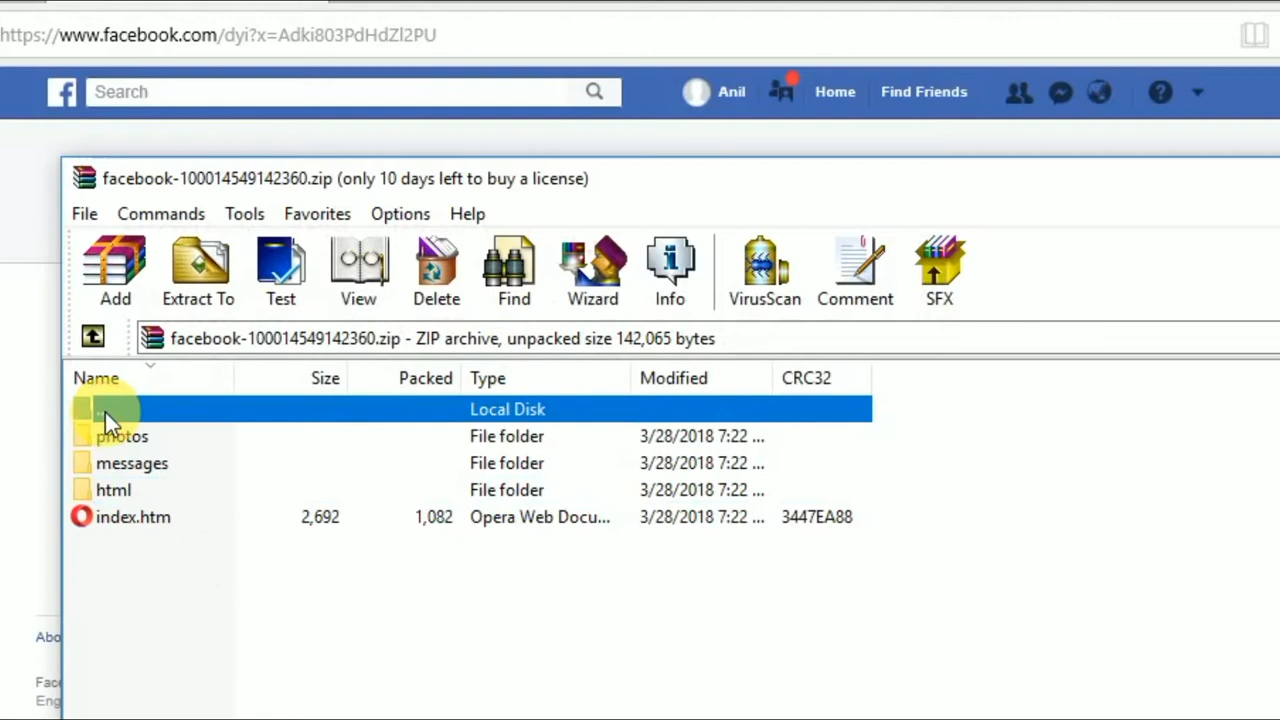 https://www.facebook.com/dyi?x=Adki803PdHdZl2PU
f Search Anil Home Find Friends ?
facebook-100014549142360.zip (only 10 days left to buy a license)
File Commands Tools Favorites Options Help
Add Extract To Test View Delete Find Wizard Info VirusScan Comment SFX
facebook-100014549142360.zip - ZIP archive, unpacked size 142,065 bytes
Name Size Packed Type Modified CRC32
.. Local Disk
photos File folder 3/28/2018 7:22 ...
messages File folder 3/28/2018 7:22 ...
html File folder 3/28/2018 7:22 ...
index.htm 2,692 1,082 Opera Web Docu... 3/28/2018 7:22 ... 3447EA88
Abo
Face
Eng